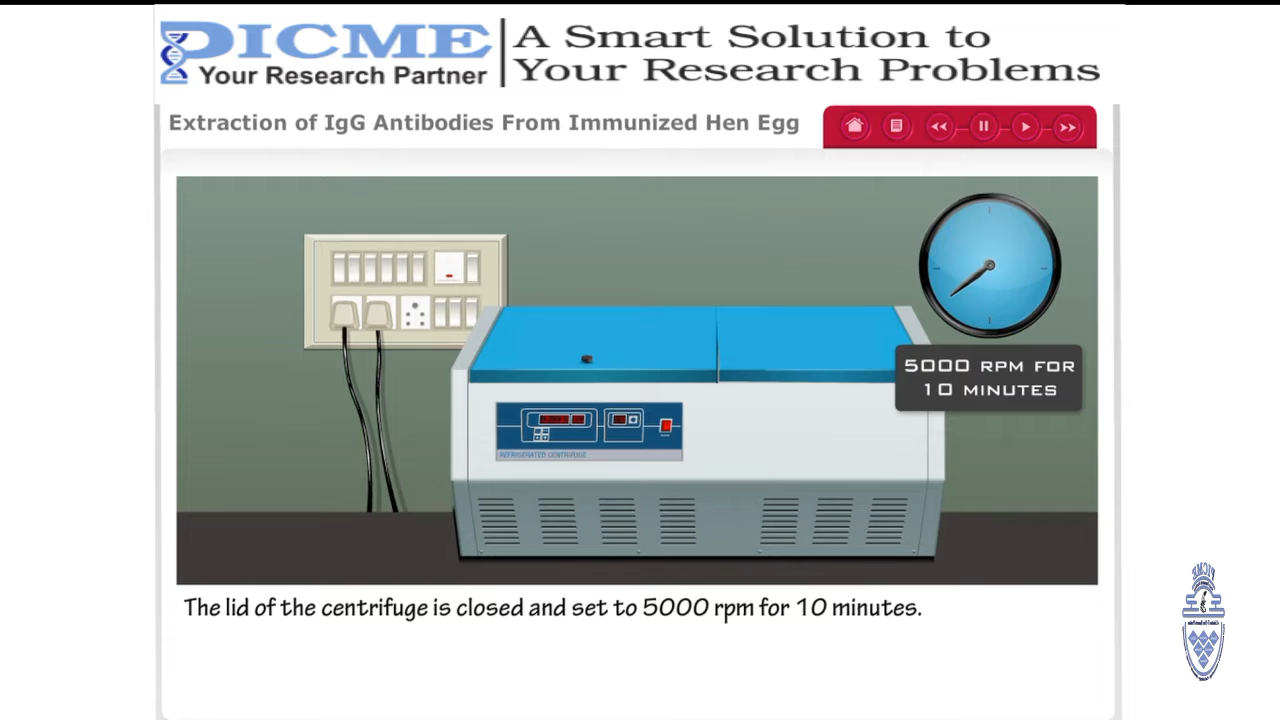 PICME
Your Research Partner
A Smart Solution to
Your Research Problems
Extraction of IgG Antibodies From Immunized Hen Egg
5000 RPM FOR
10 MINUTES
REFRIGERATED CENTRIFUGE
The lid of the centrifuge is closed and set to 5000 rpm for 10 minutes.